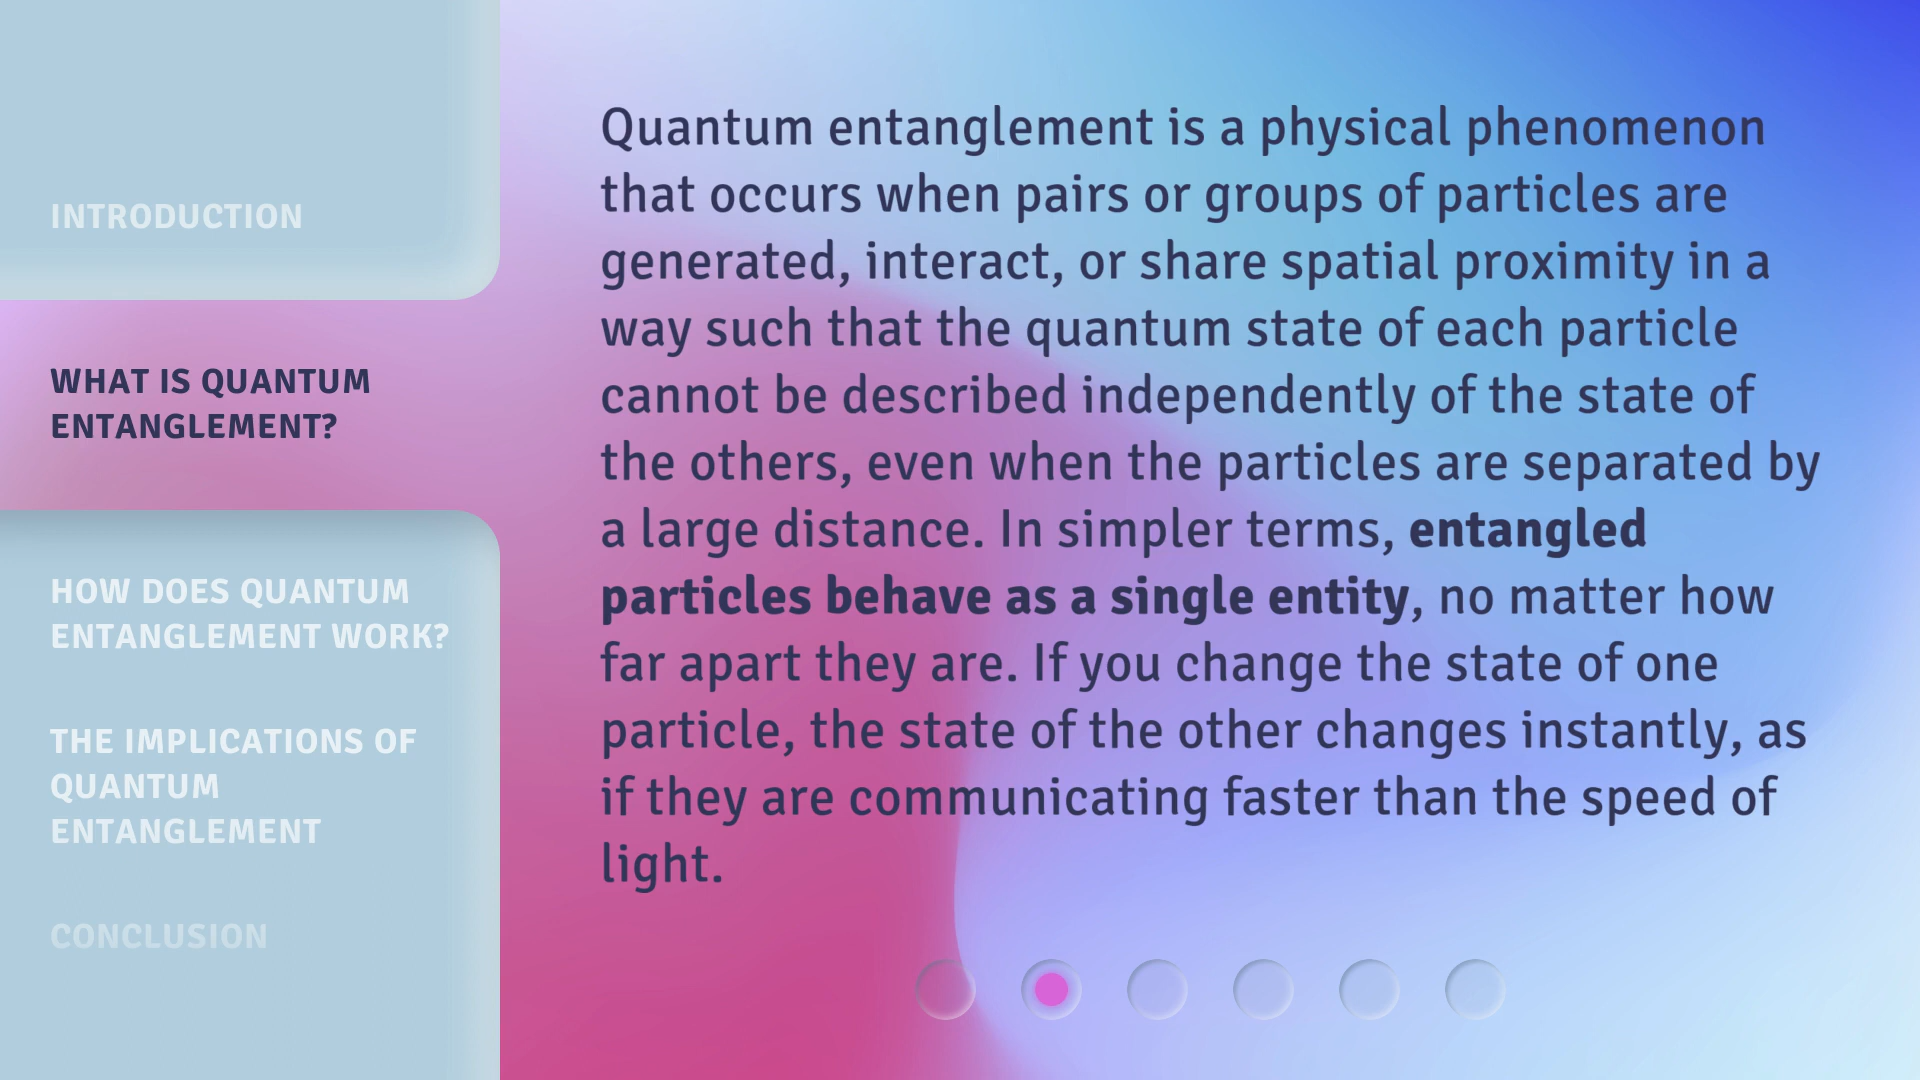 INTRODUCTION
WHAT IS QUANTUM
ENTANGLEMENT?
HOW DOES QUANTUM
ENTANGLEMENT WORK?
THE IMPLICATIONS OF
QUANTUM
ENTANGLEMENT
CONCLUSION
Quantum entanglement is a physical phenomenon
that occurs when pairs or groups of particles are
generated, interact, or share spatial proximity in a
way such that the quantum state of each particle
cannot be described independently of the state of
the others, even when the particles are separated by
a large distance. In simpler terms, entangled
particles behave as a single entity, no matter how
far apart they are. If you change the state of one
particle, the state of the other changes instantly, as
if they are communicating faster than the speed of
light.